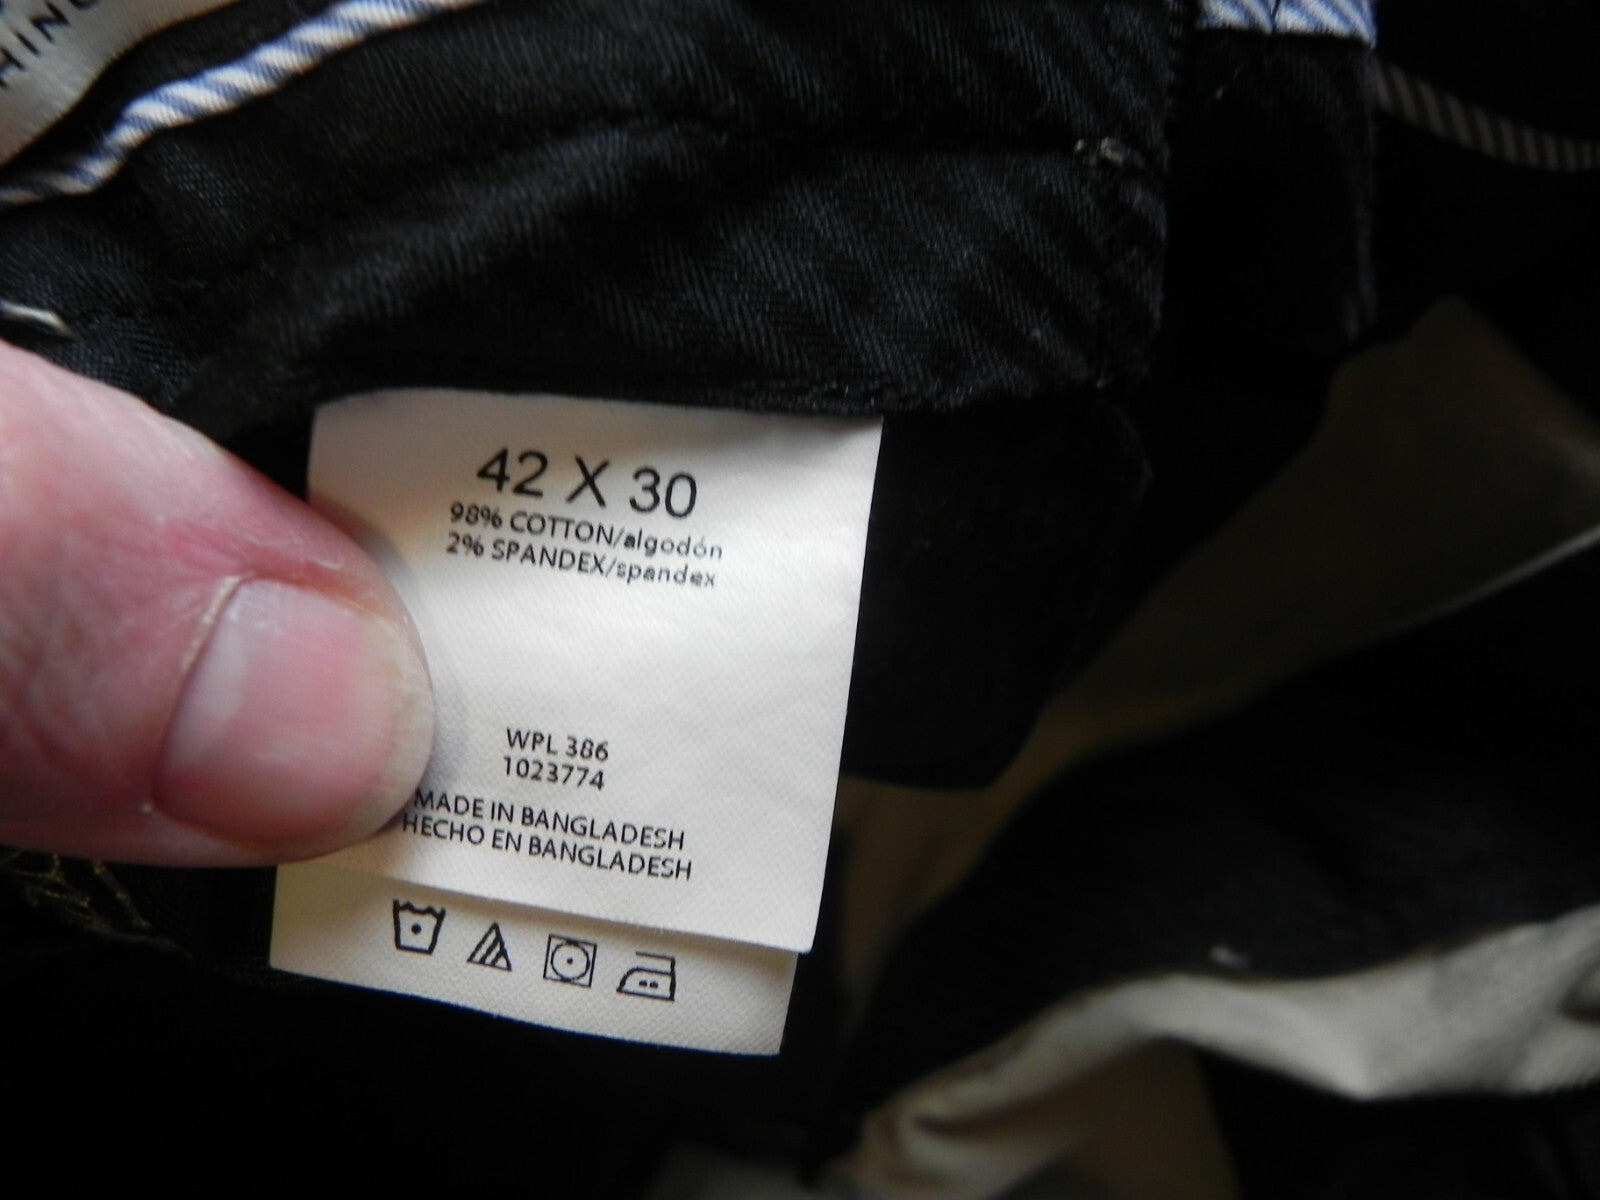 42 X 30
98% COTTON/algodón
2% SPANDEX/spandex
WPL 386
1023774
MADE IN BANGLADESH
HECHO EN BANGLADESH